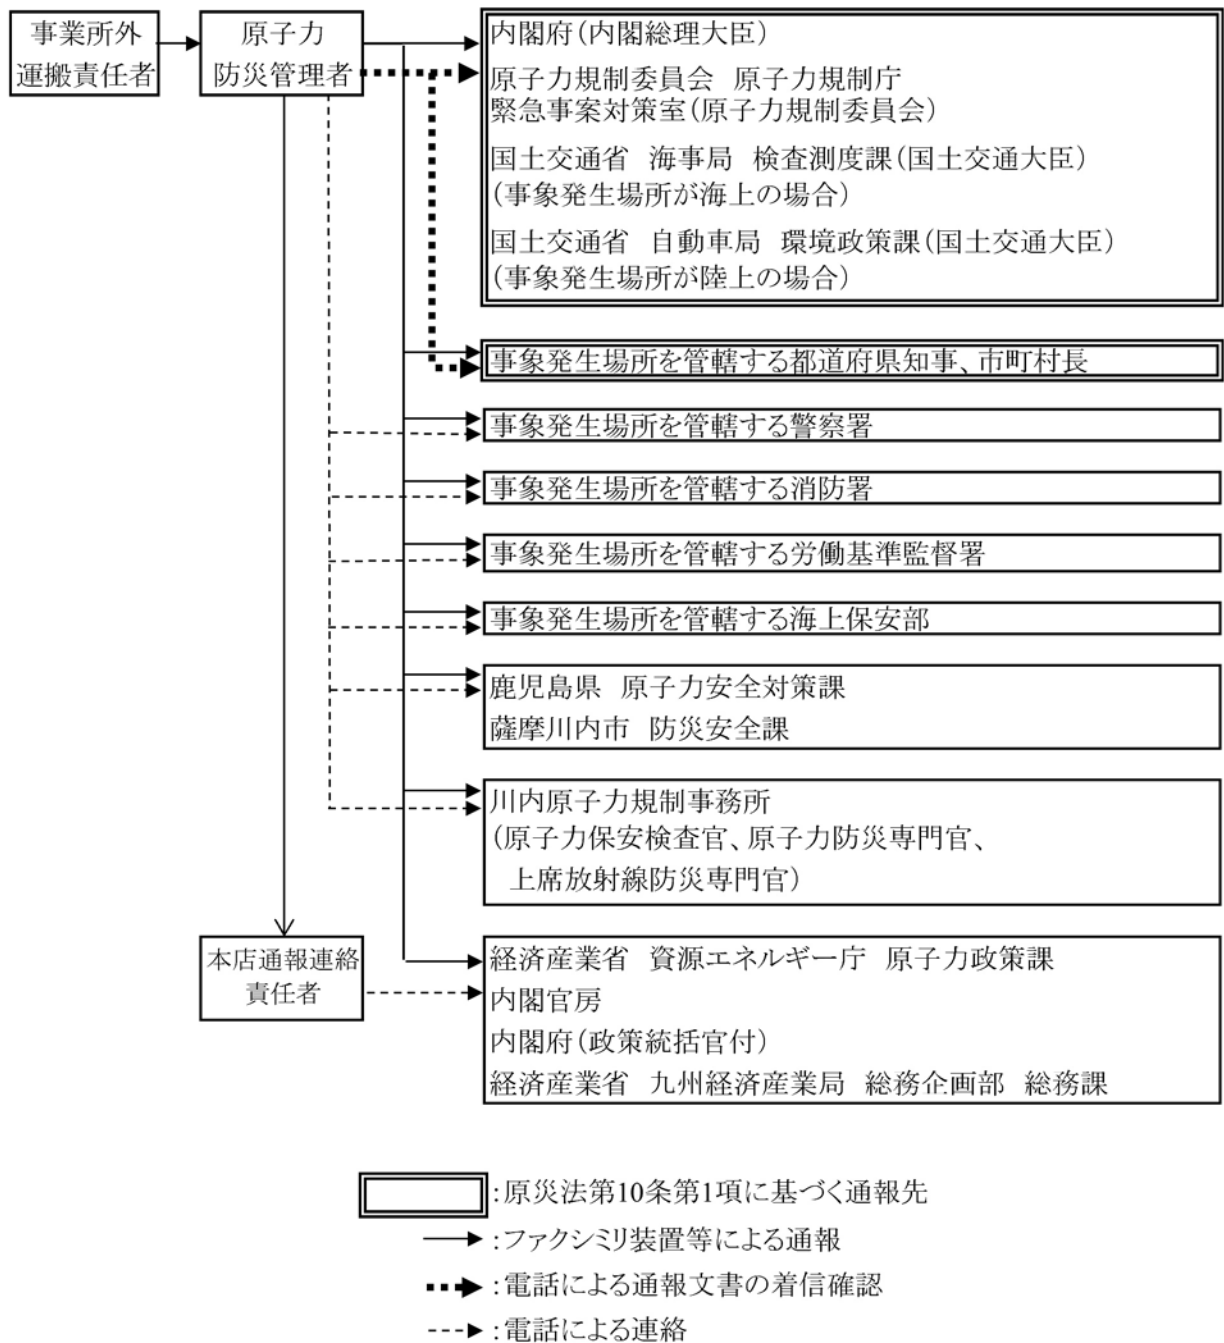 事業所外
運搬責任者
原子力
防災管理者
内閣府(内閣総理大臣)
原子力規制委員会 原子力規制庁
緊急事案対策室(原子力規制委員会)
国土交通省 海事局 検査測度課(国土交通大臣)
(事象発生場所が海上の場合)
国土交通省 自動車局 環境政策課(国土交通大臣)
(事象発生場所が陸上の場合)
事象発生場所を管轄する都道府県知事、市町村長
事象発生場所を管轄する警察署
事象発生場所を管轄する消防署
事象発生場所を管轄する労働基準監督署
事象発生場所を管轄する海上保安部
鹿児島県 原子力安全対策課
薩摩川内市 防災安全課
川内原子力規制事務所
(原子力保安検査官、原子力防災専門官、
上席放射線防災専門官)
本店通報連絡
責任者
経済産業省 資源エネルギー庁 原子力政策課
内閣官房
内閣府(政策統括官付)
経済産業省 九州経済産業局 総務企画部 総務課
:原災法第10条第1項に基づく通報先
:ファクシミリ装置等による通報
:電話による通報文書の着信確認
:電話による連絡